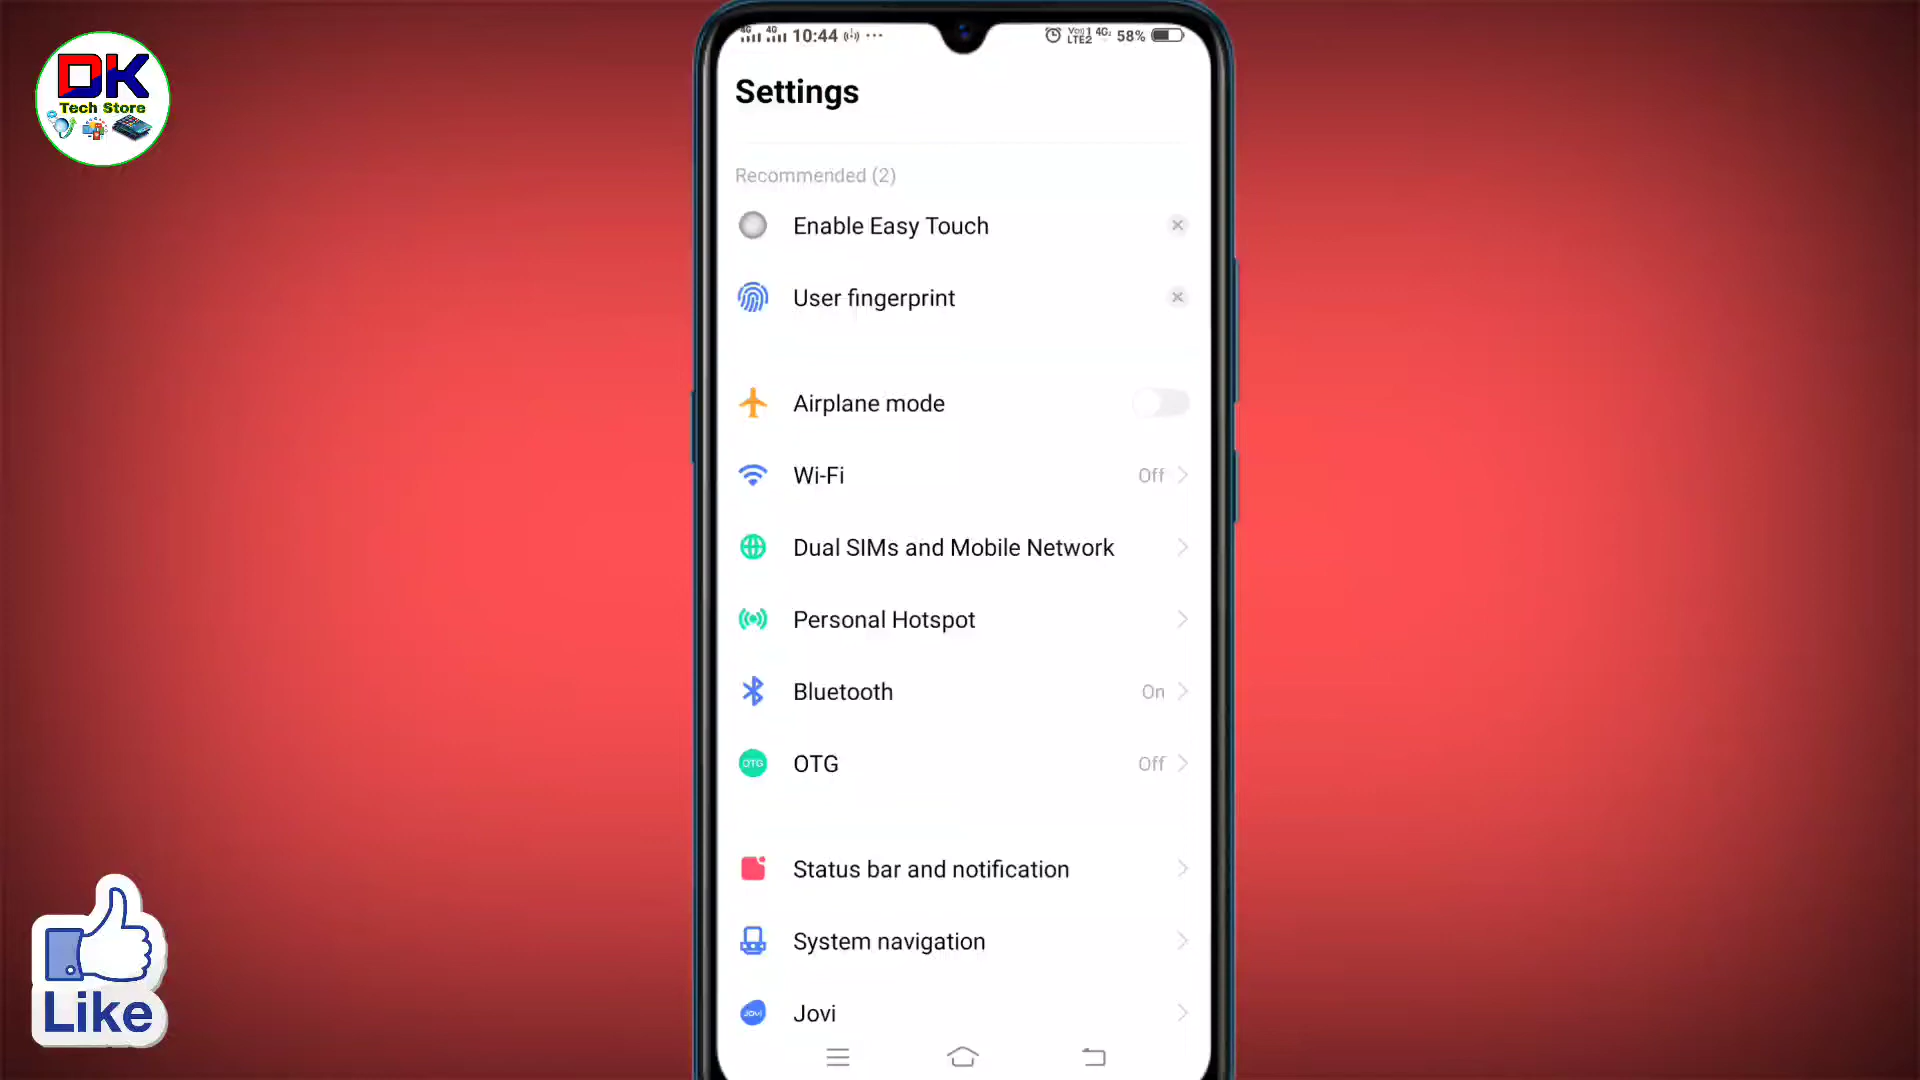 DK
Tech Store
10:44
58%
Settings
Recommended (2)
Enable Easy Touch
User fingerprint
Airplane mode
Wi-Fi Off
Dual SIMs and Mobile Network
Personal Hotspot
Bluetooth On
OTG OTG Off
Status bar and notification
System navigation
JOVI Jovi
Like